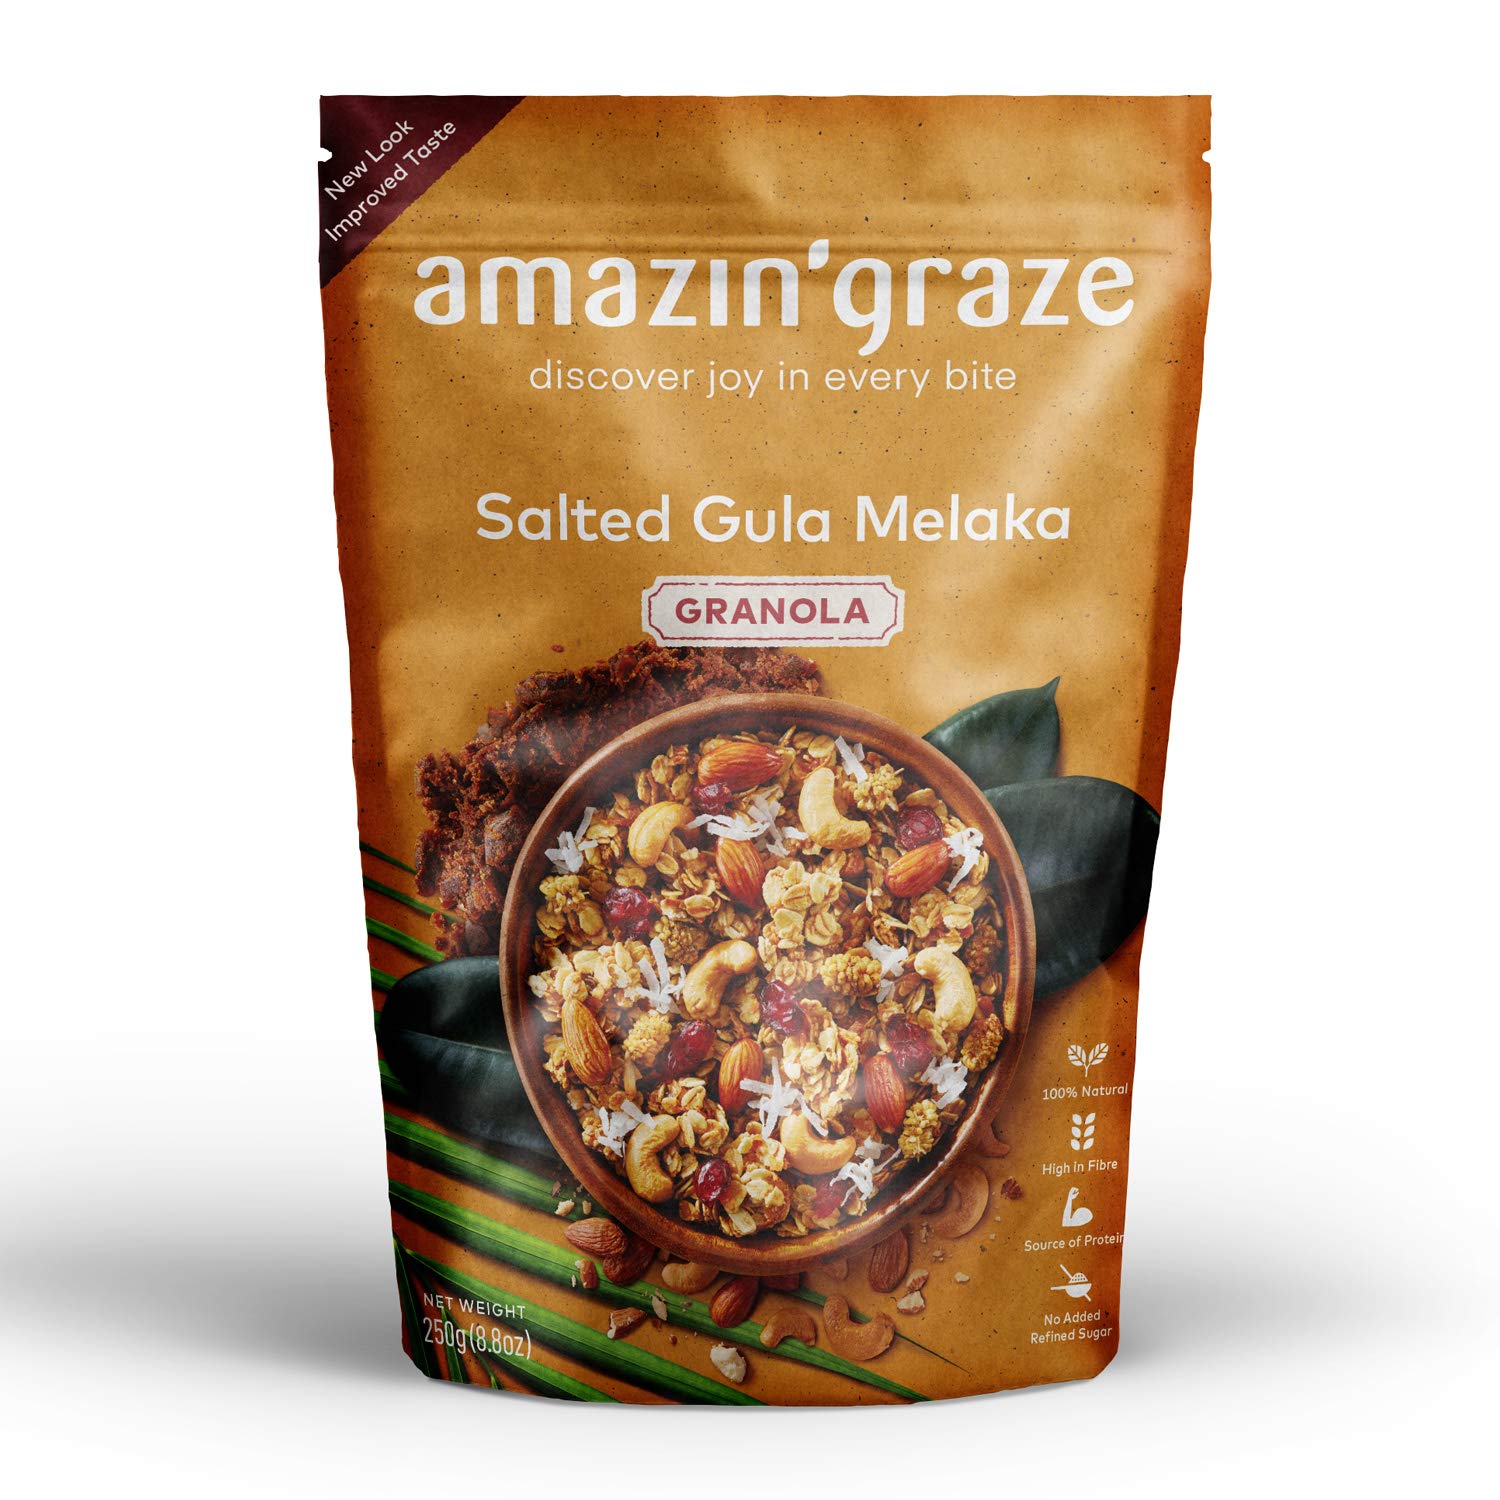 New Look
Improved Taste
amazin'graze
discover joy in every bite
Salted Gula Melaka
GRANOLA
100% Natural
High in Fibre
Source of Protein
No Added
Refined Sugar
NET WEIGHT
250g (8.8oz)